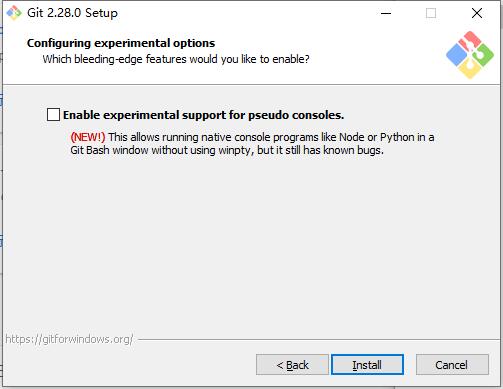 Git 2.28.0 Setup
Configuring experimental options
Which bleeding-edge features would you like to enable?
Enable experimental support for pseudo consoles.
(NEW!) This allows running native console programs like Node or Python in a
Git Bash window without using winpty, but it still has known bugs.
https://gitforwindows.org/
< Back
Install
Cancel